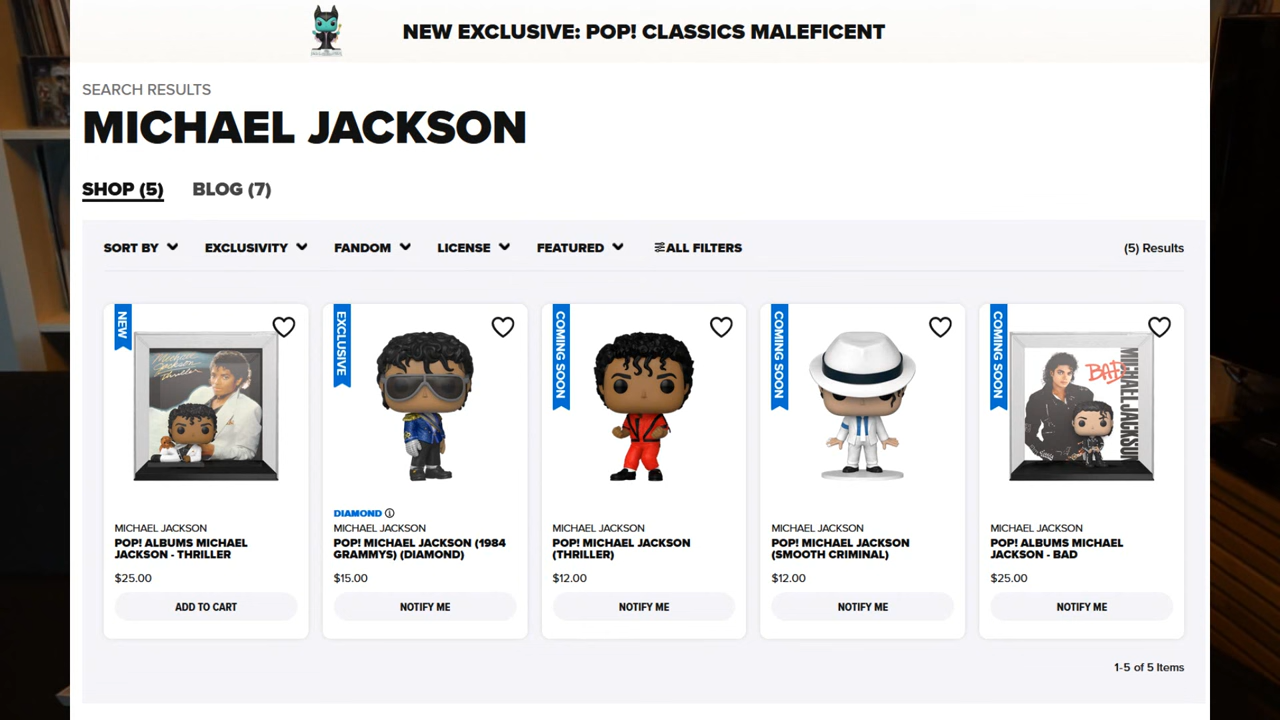 NEW EXCLUSIVE: POP! CLASSICS MALEFICENT
SEARCH RESULTS
MICHAEL JACKSON
SHOP (5) BLOG (7)
SORT BY EXCLUSIVITY FANDOM LICENSE FEATURED ALL FILTERS (5) Results
NEW
Michael
Jackson
Thriller
MICHAEL JACKSON
POP! ALBUMS MICHAEL
JACKSON - THRILLER
$25.00
ADD TO CART
EXCLUSIVE
DIAMOND
MICHAEL JACKSON
POP! MICHAEL JACKSON (1984
GRAMMYS) (DIAMOND)
$15.00
NOTIFY ME
COMING SOON
MICHAEL JACKSON
POP! MICHAEL JACKSON
(THRILLER)
$12.00
NOTIFY ME
COMING SOON
MICHAEL JACKSON
POP! MICHAEL JACKSON
(SMOOTH CRIMINAL)
$12.00
NOTIFY ME
COMING SOON
BAD
MICHAEL JACKSON
MICHAEL JACKSON
POP! ALBUMS MICHAEL
JACKSON - BAD
$25.00
NOTIFY ME
1-5 of 5 Items